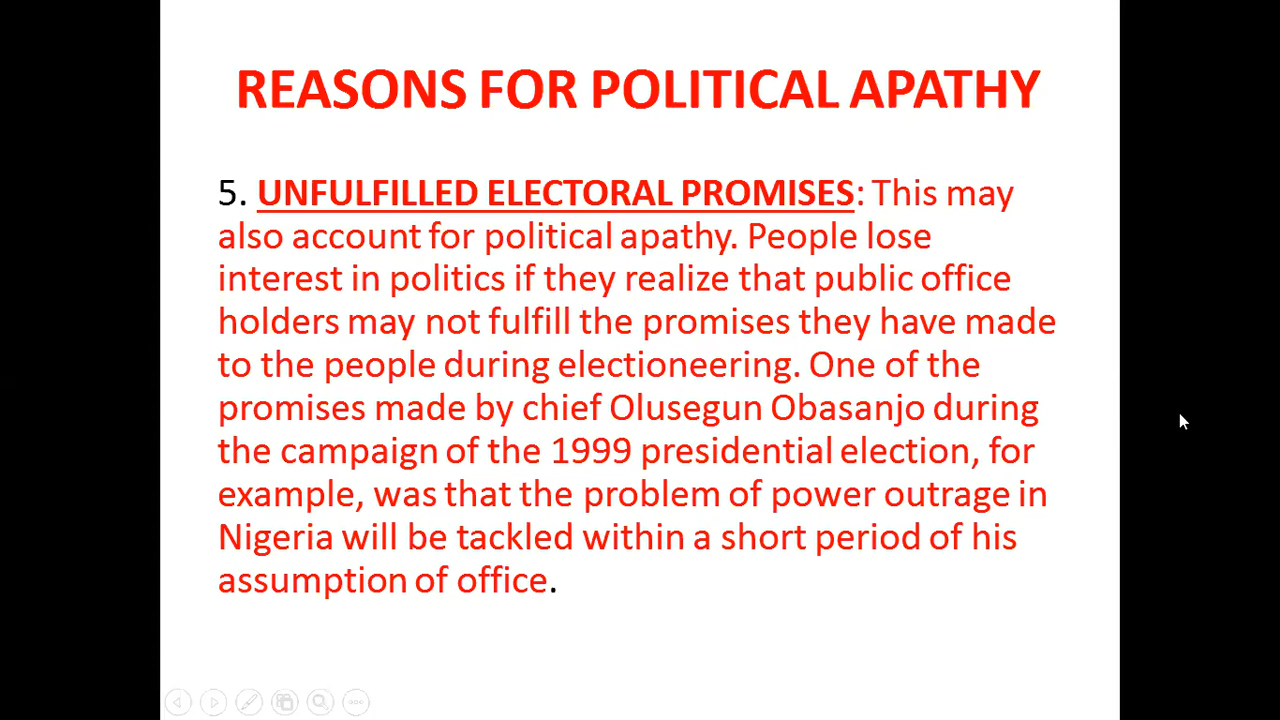 REASONS FOR POLITICAL APATHY
5. UNFULFILLED ELECTORAL PROMISES: This may
also account for political apathy. People lose
interest in politics if they realize that public office
holders may not fulfill the promises they have made
to the people during electioneering. One of the
promises made by chief Olusegun Obasanjo during
the campaign of the 1999 presidential election, for
example, was that the problem of power outrage in
Nigeria will be tackled within a short period of his
assumption of office.